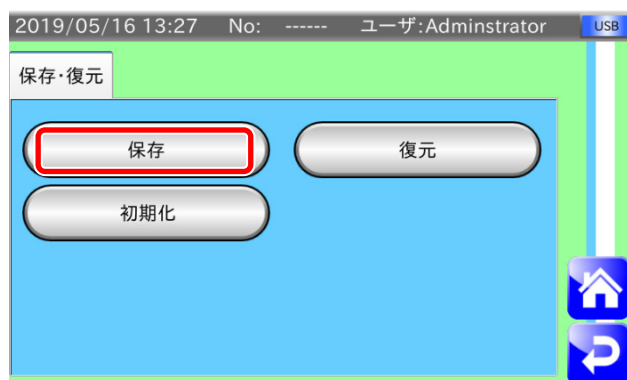 2019/05/16 13:27 No: ------ ユーザ:Adminstrator USB
保存･復元
保存 復元
初期化